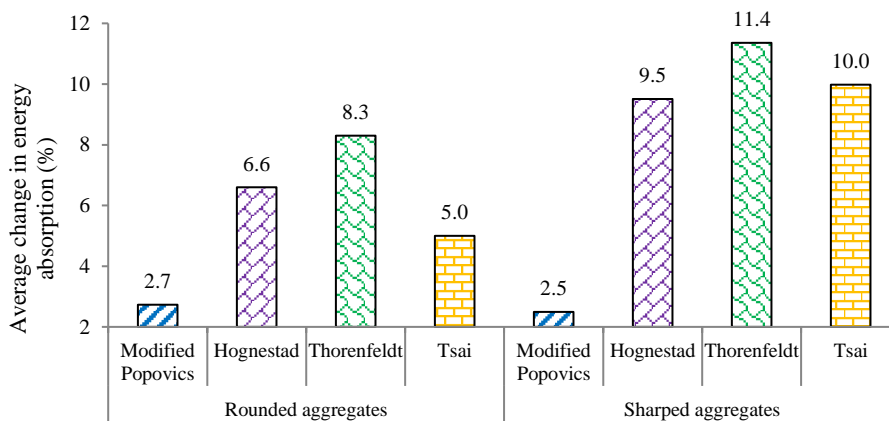 Average change in energy
absorption (%)
12
10
8
6
4
2
2.7
6.6
8.3
5.0
2.5
9.5
11.4
10.0
Modified
Popovics
Hognestad
Thorenfeldt
Tsai
Modified
Popovics
Hognestad
Thorenfeldt
Tsai
Rounded aggregates
Sharped aggregates